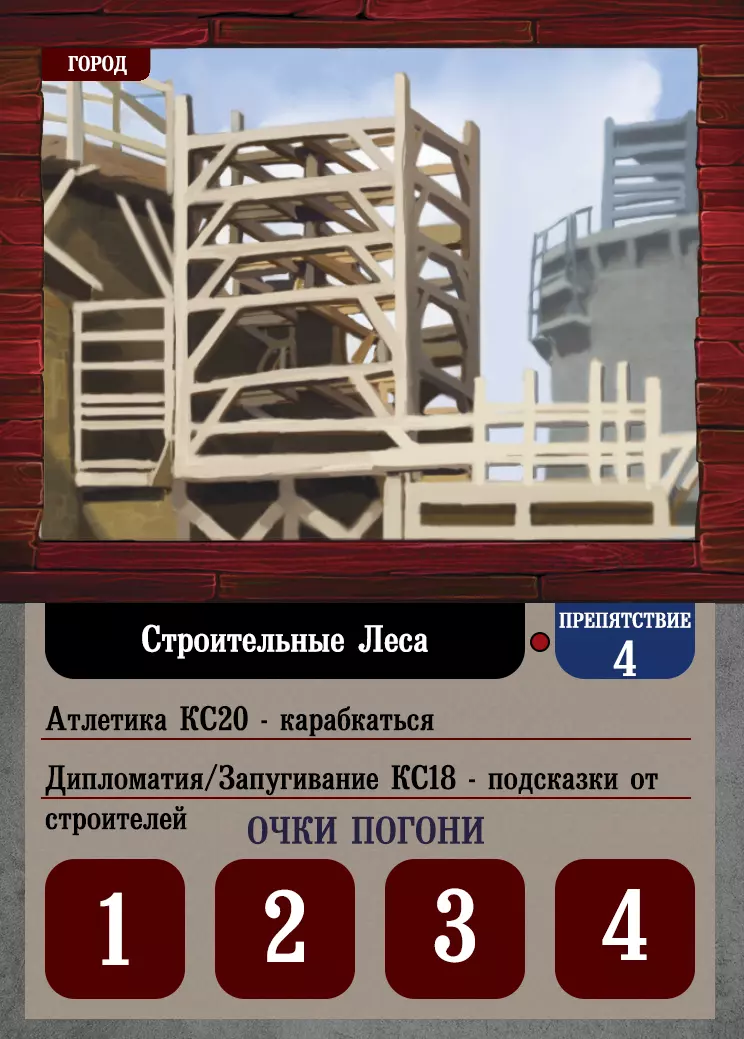 ГОРОД
Строительные Леса
ПРЕПЯТСТВИЕ
4
Атлетика КС20 - карабкаться
Дипломатия/Запугивание КС18 - подсказки от
строителей
ОЧКИ ПОГОНИ
1 2 3 4